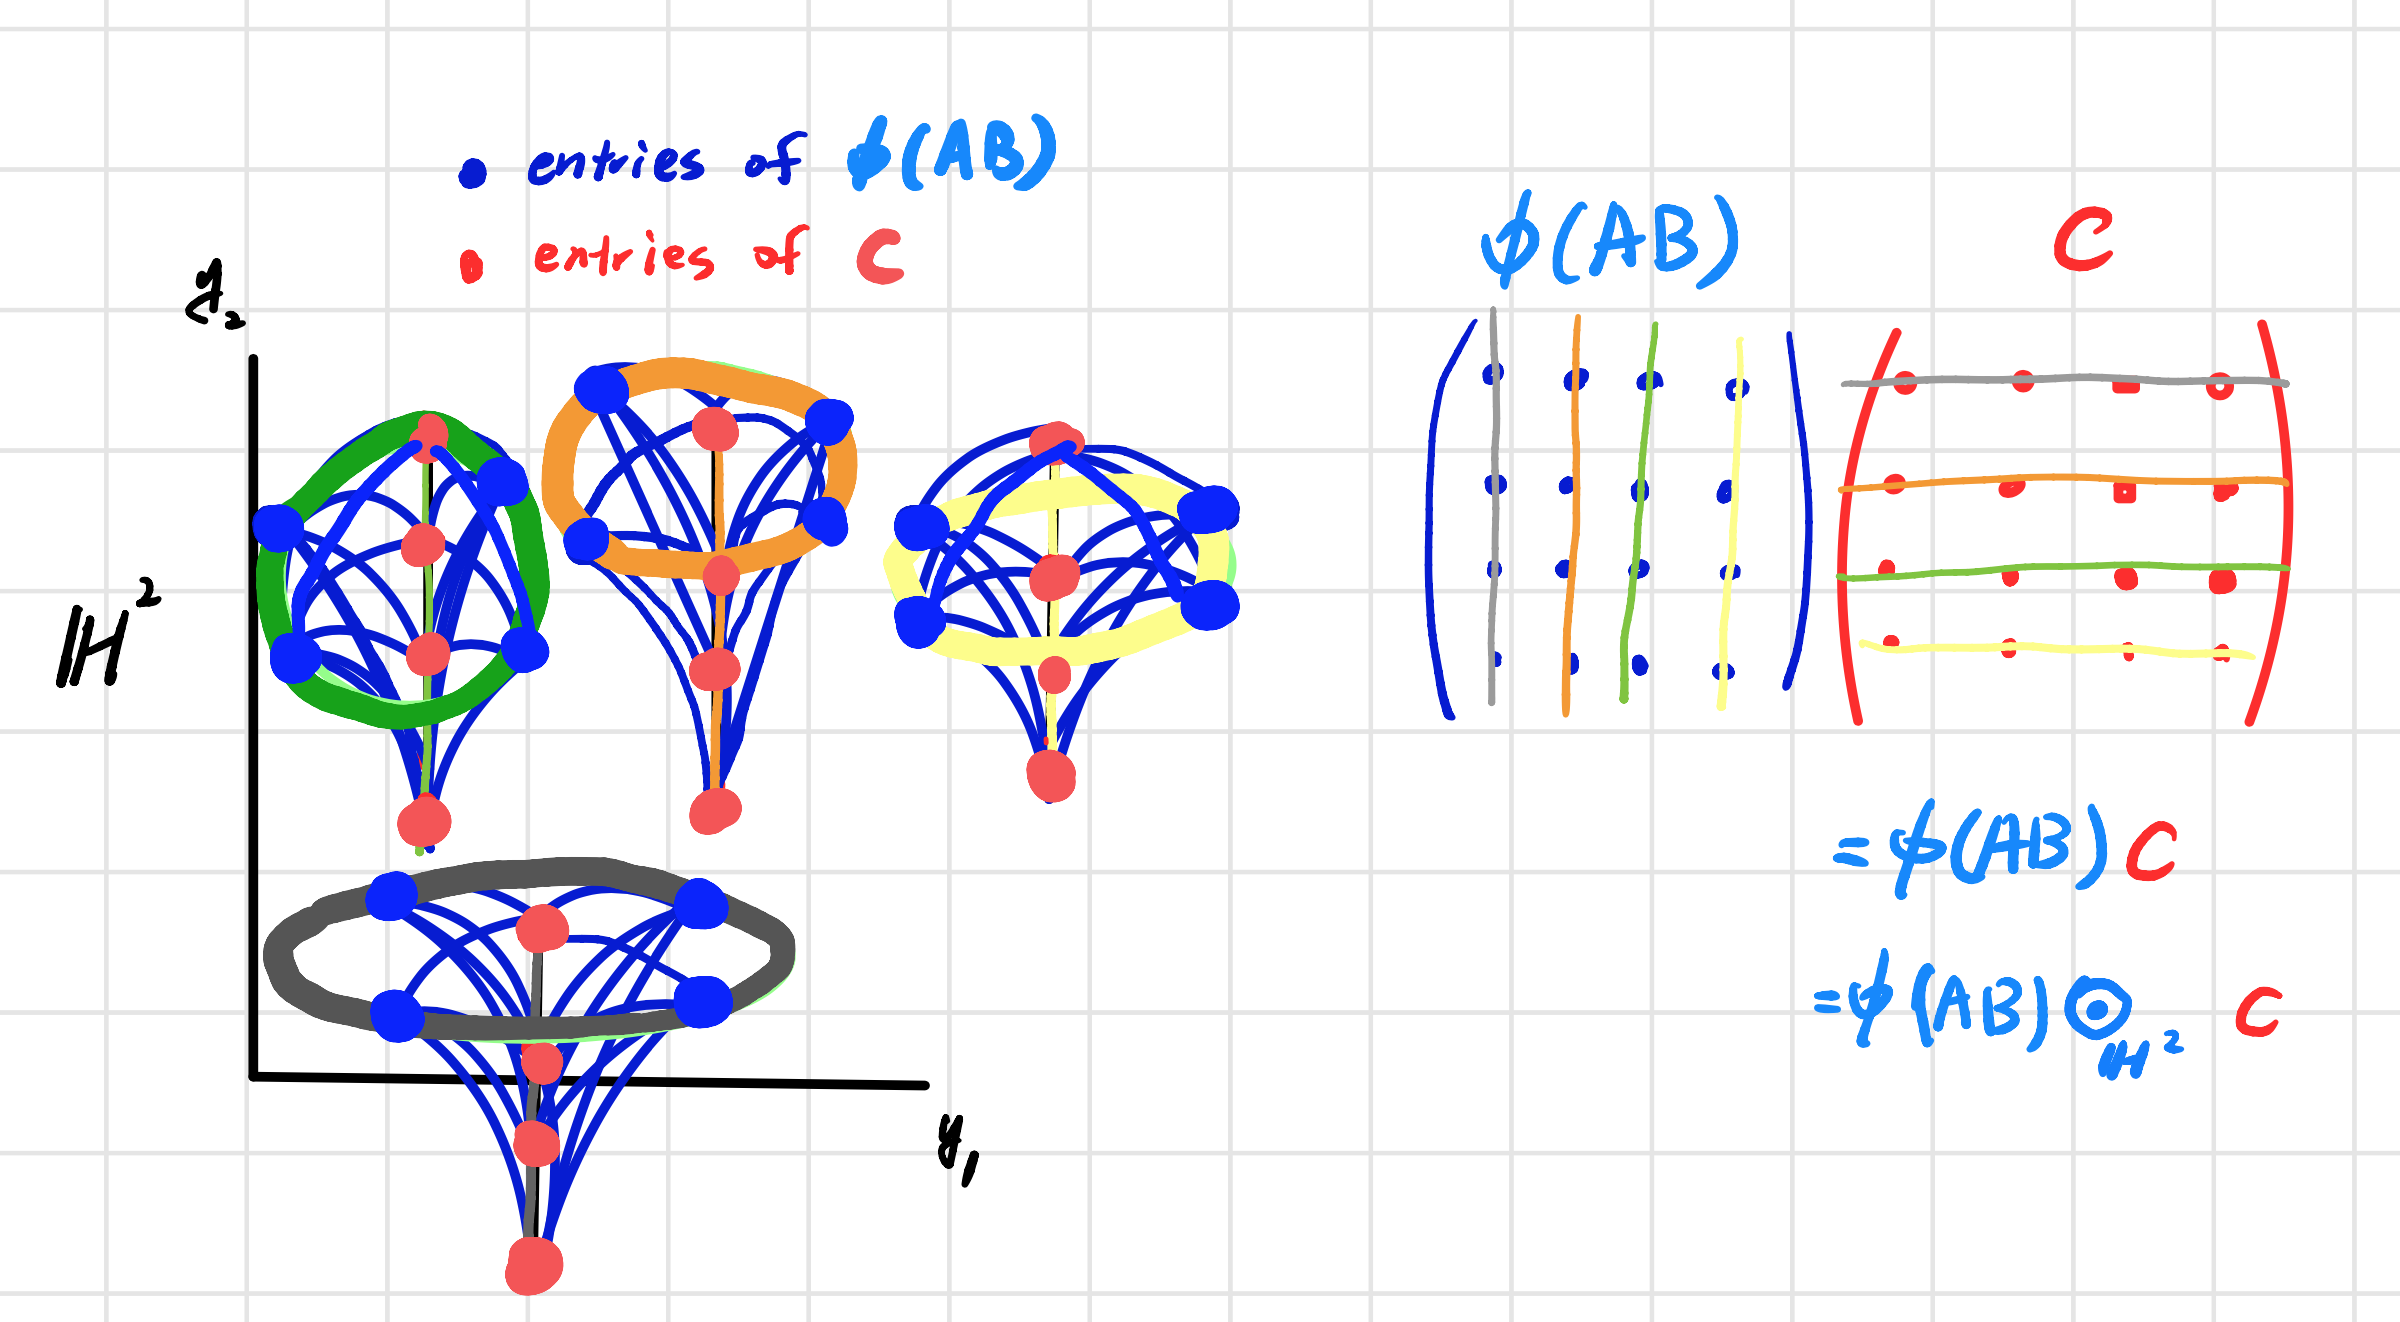 entries of ϕ(AB)
entries of C
ϕ(AB) C
y₂
ℍ²
y₁
= ϕ(AB) C
= ϕ(AB) ⊙ ℍ² C